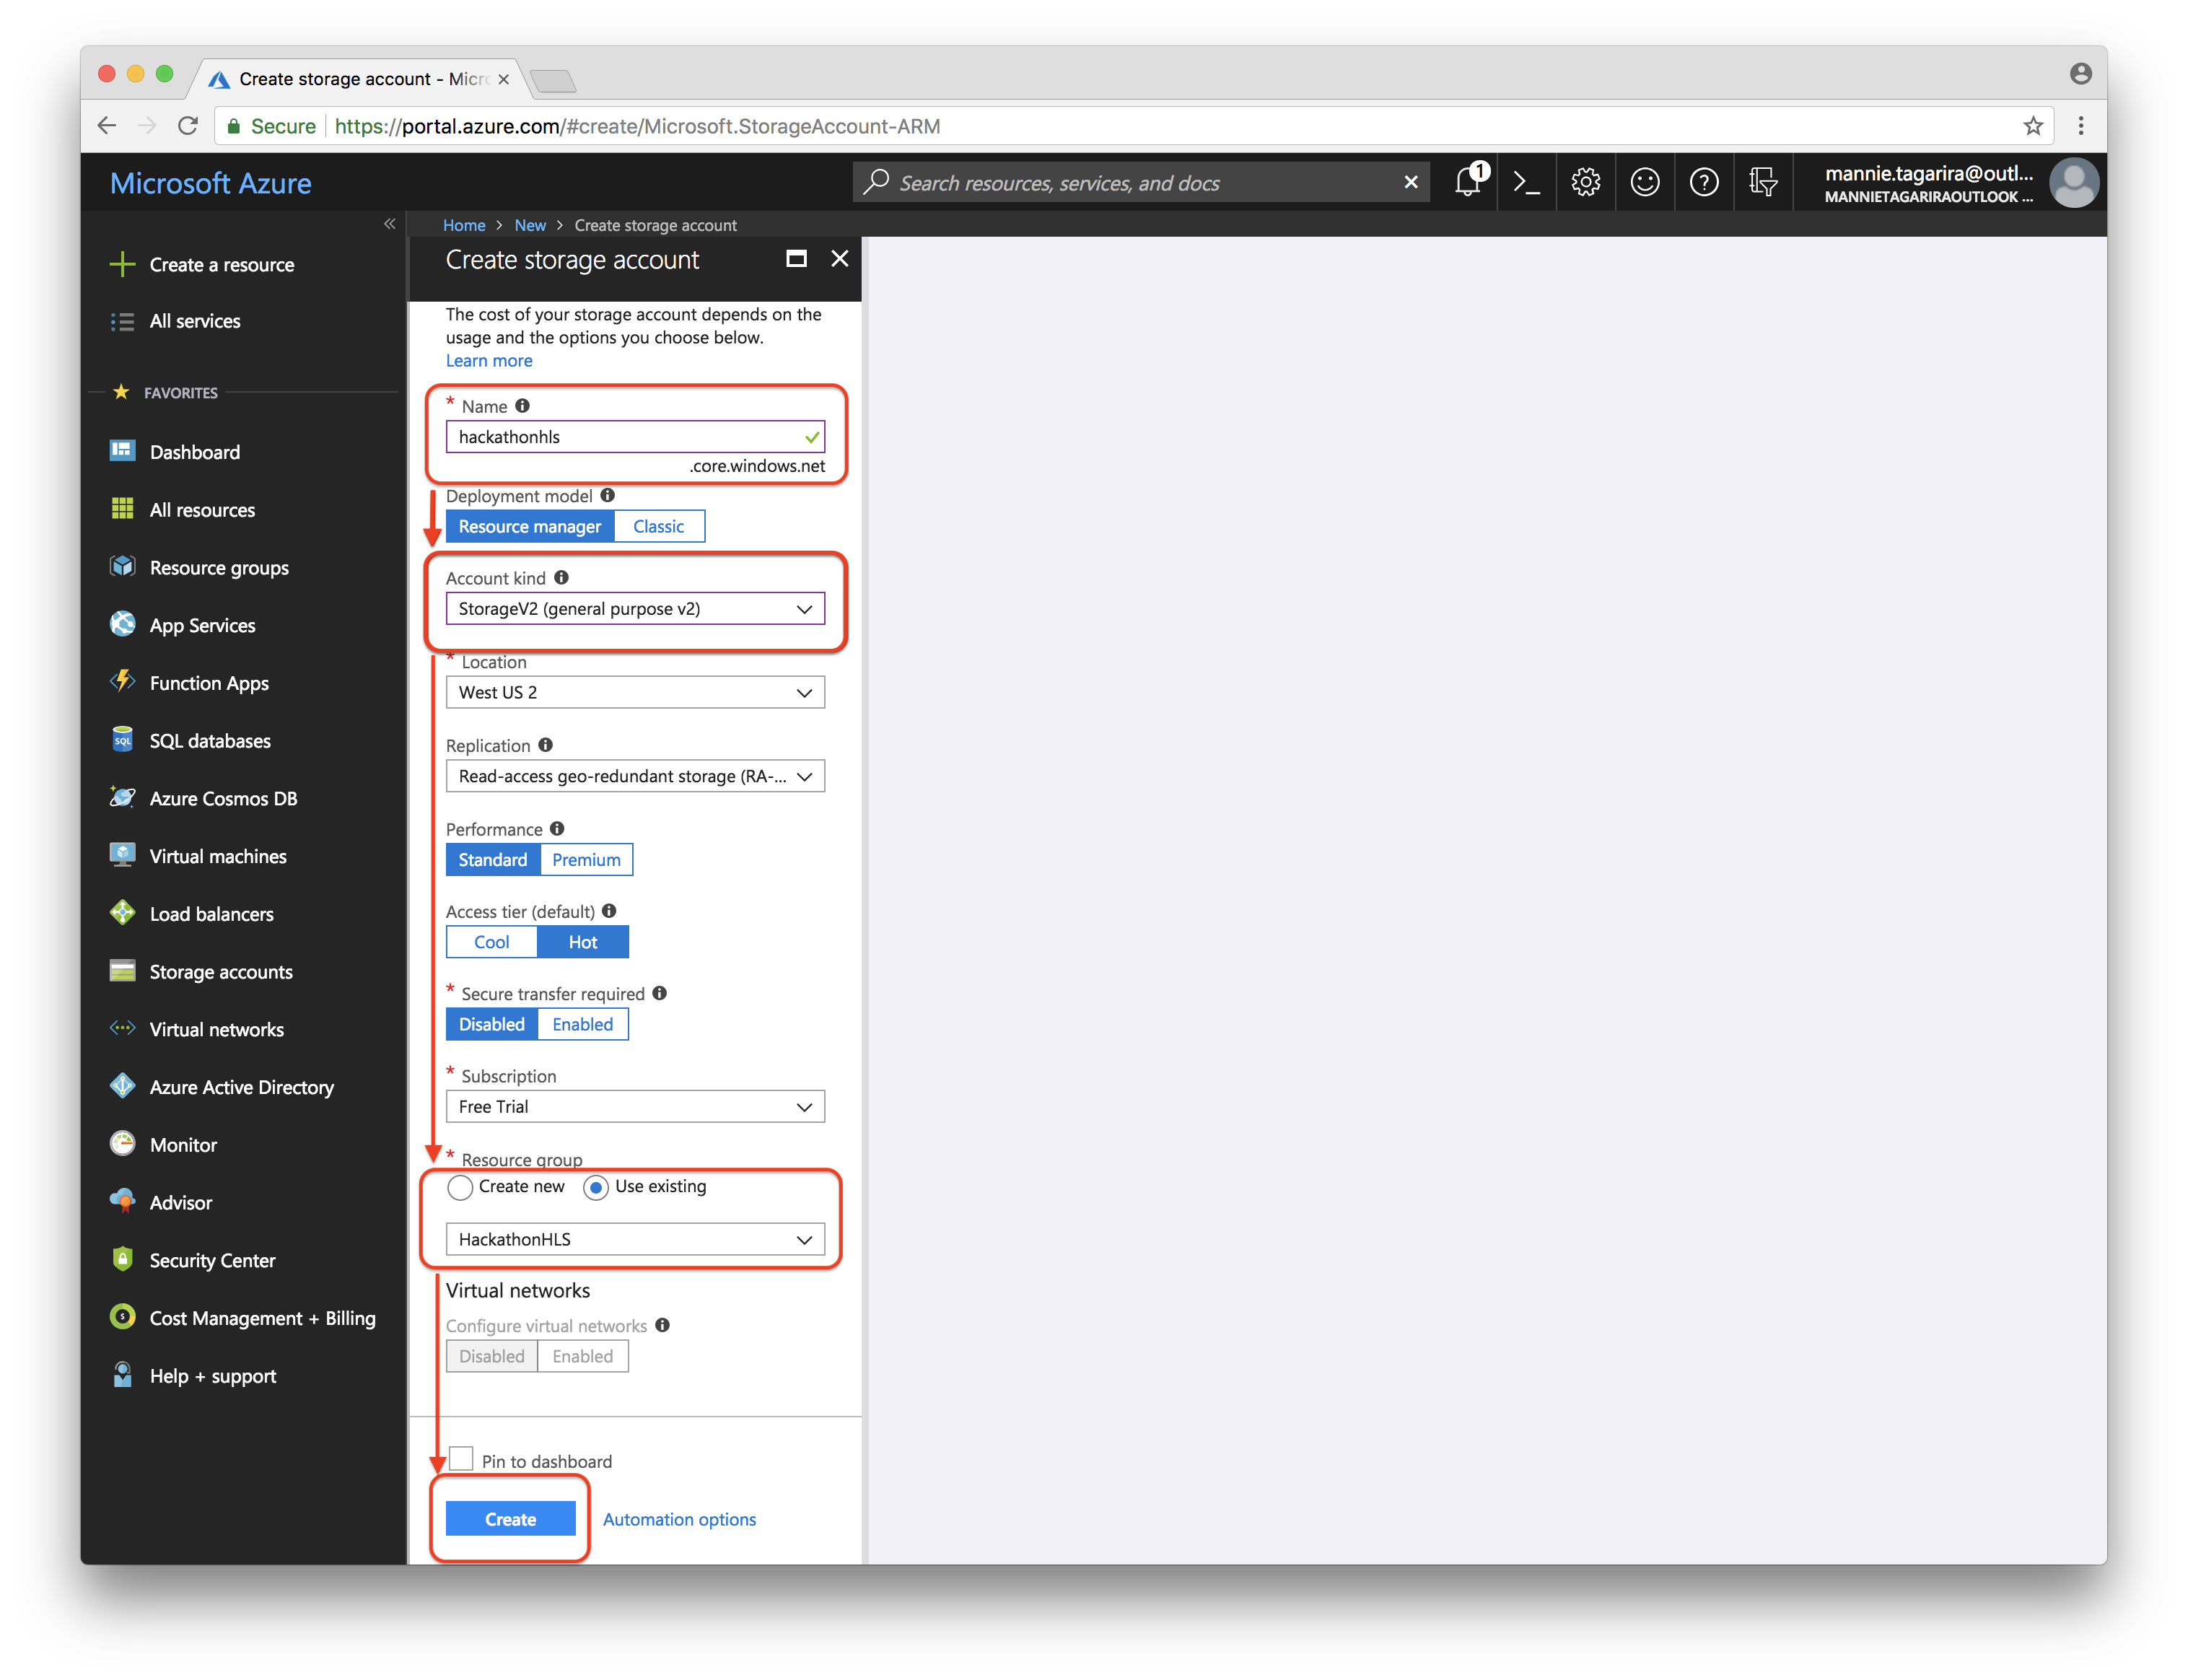 Create storage account - Micr
Secure
https://portal.azure.com/#create/Microsoft.StorageAccount-ARM
Microsoft Azure
Search resources, services, and docs
1
mannie.tagarira@outl...
MANNIETAGARIRAOUTLOOK ...
Create a resource
All services
FAVORITES
Dashboard
All resources
Resource groups
App Services
Function Apps
SQL
SQL databases
Azure Cosmos DB
Virtual machines
Load balancers
Storage accounts
Virtual networks
Azure Active Directory
Monitor
Advisor
Security Center
Cost Management + Billing
Help + support
Home > New > Create storage account
Create storage account
The cost of your storage account depends on the
usage and the options you choose below.
Learn more
* Name
hackathonhls
.core.windows.net
Deployment model
Resource manager Classic
Account kind
StorageV2 (general purpose v2)
* Location
West US 2
Replication
Read-access geo-redundant storage (RA-...
Performance
Standard Premium
Access tier (default)
Cool Hot
* Secure transfer required
Disabled Enabled
* Subscription
Free Trial
* Resource group
Create new Use existing
HackathonHLS
Virtual networks
Configure virtual networks
Disabled Enabled
Pin to dashboard
Create Automation options